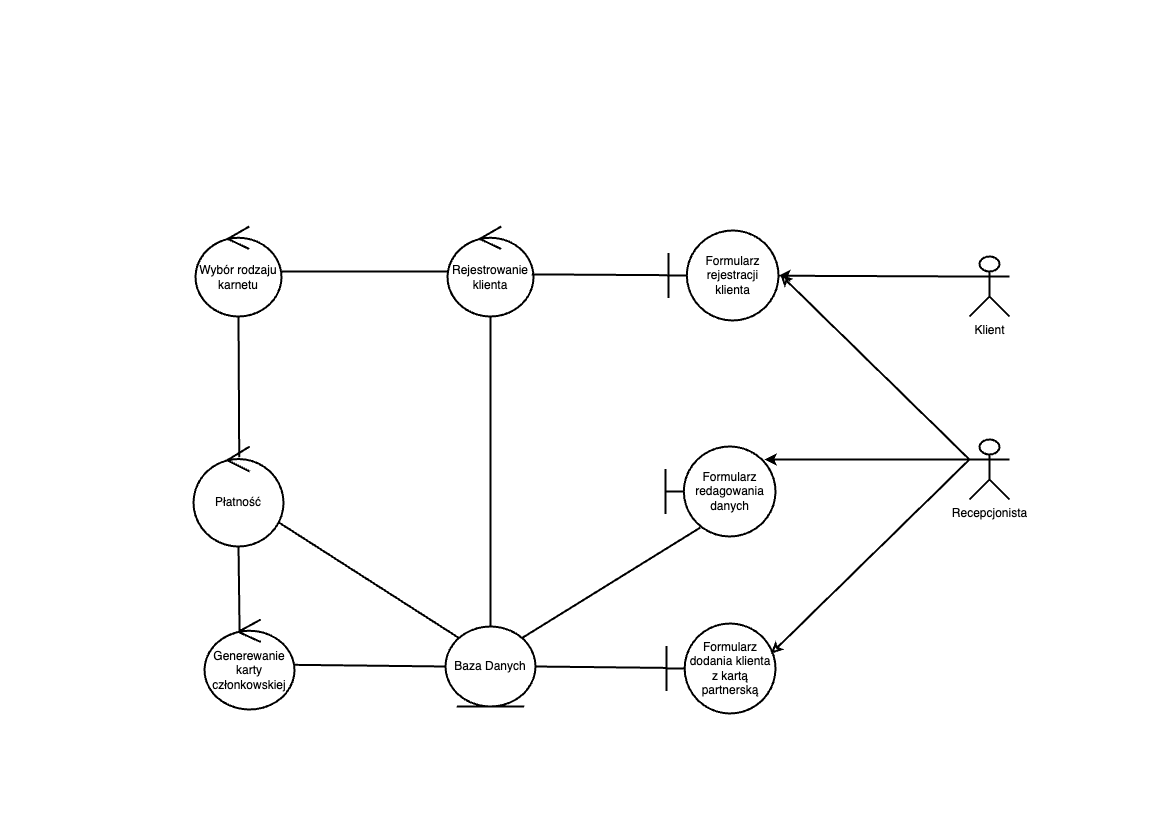 Wybór rodzaju
karnetu
Rejestrowanie
klienta
Formularz
rejestracji
klienta
Klient
Płatność
Formularz
redagowania
danych
Recepcjonista
Generewanie
karty
członkowskiej
Baza Danych
Formularz
dodania klienta
z kartą
partnerską